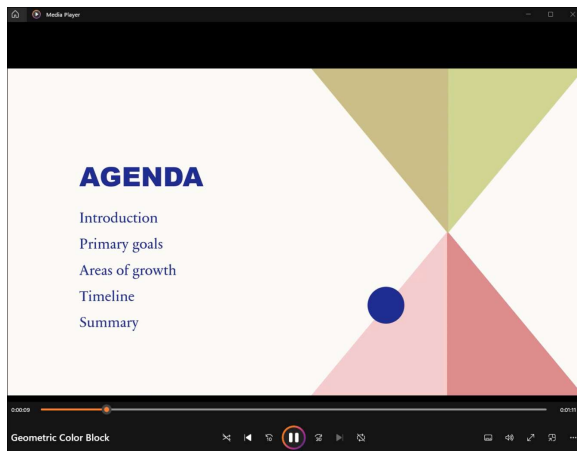 Media Player
AGENDA
Introduction
Primary goals
Areas of growth
Timeline
Summary
0:00:09
0:01:11
Geometric Color Block